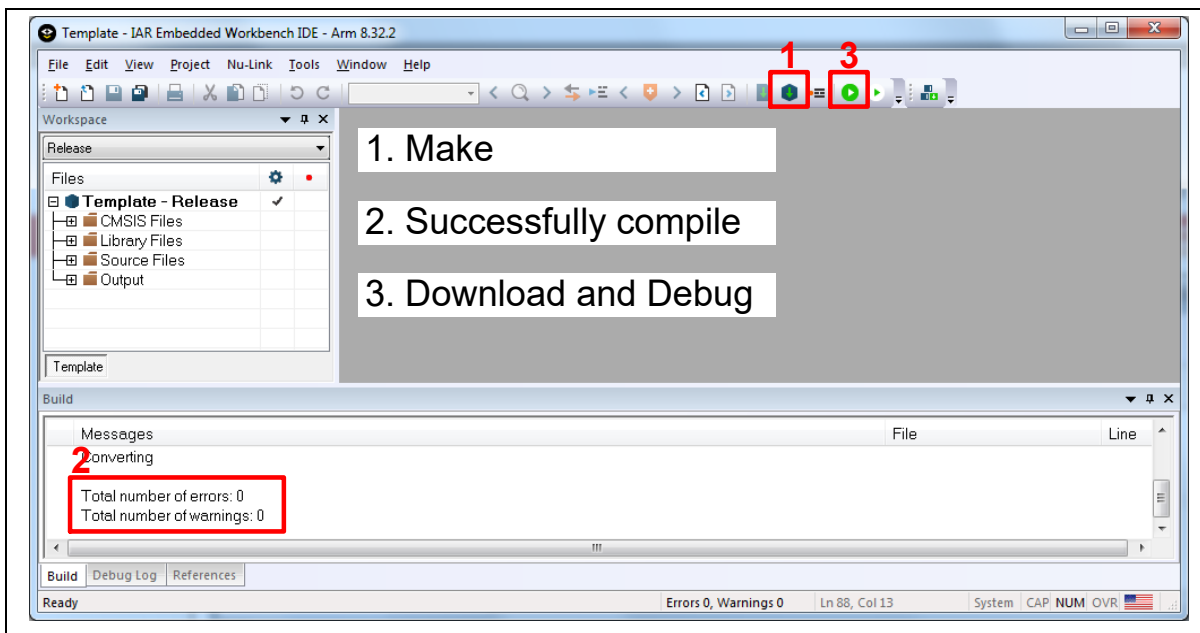 Template - IAR Embedded Workbench IDE - Arm 8.32.2
File Edit View Project Nu-Link Tools Window Help
1 3
Workspace
Release
Files
Template - Release
CMSIS Files
Library Files
Source Files
Output
Template
1. Make
2. Successfully compile
3. Download and Debug
Build
Messages File Line
2
Converting
Total number of errors: 0
Total number of warnings: 0
Build Debug Log References
Ready Errors 0, Warnings 0 Ln 88, Col 13 System CAP NUM OVR